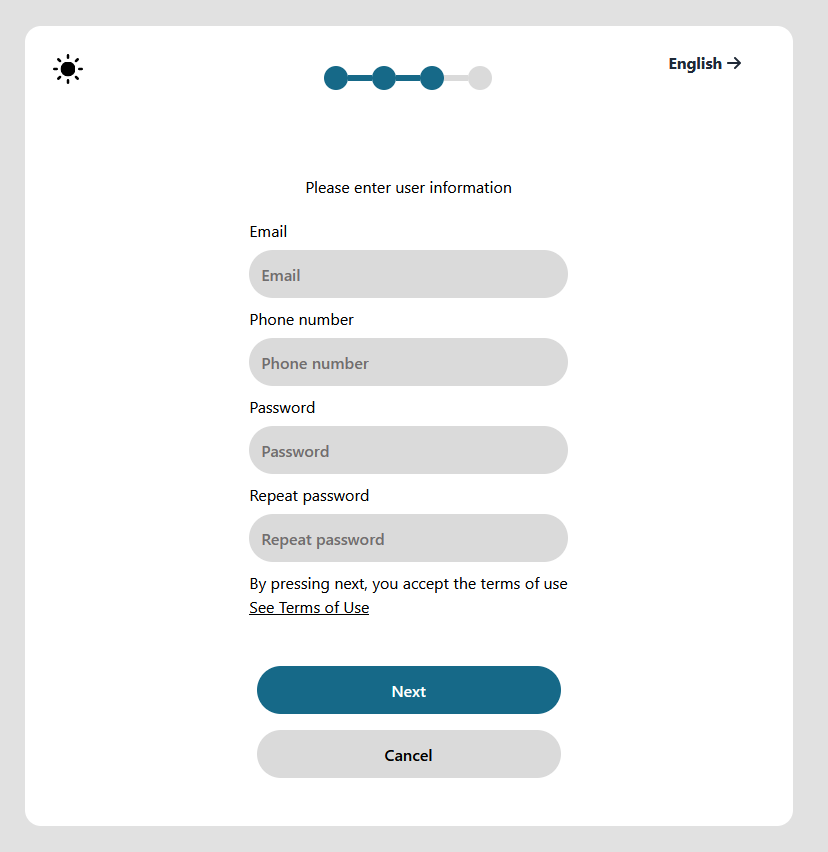 English →
Please enter user information
Email
Email
Phone number
Phone number
Password
Password
Repeat password
Repeat password
By pressing next, you accept the terms of use
See Terms of Use
Next
Cancel